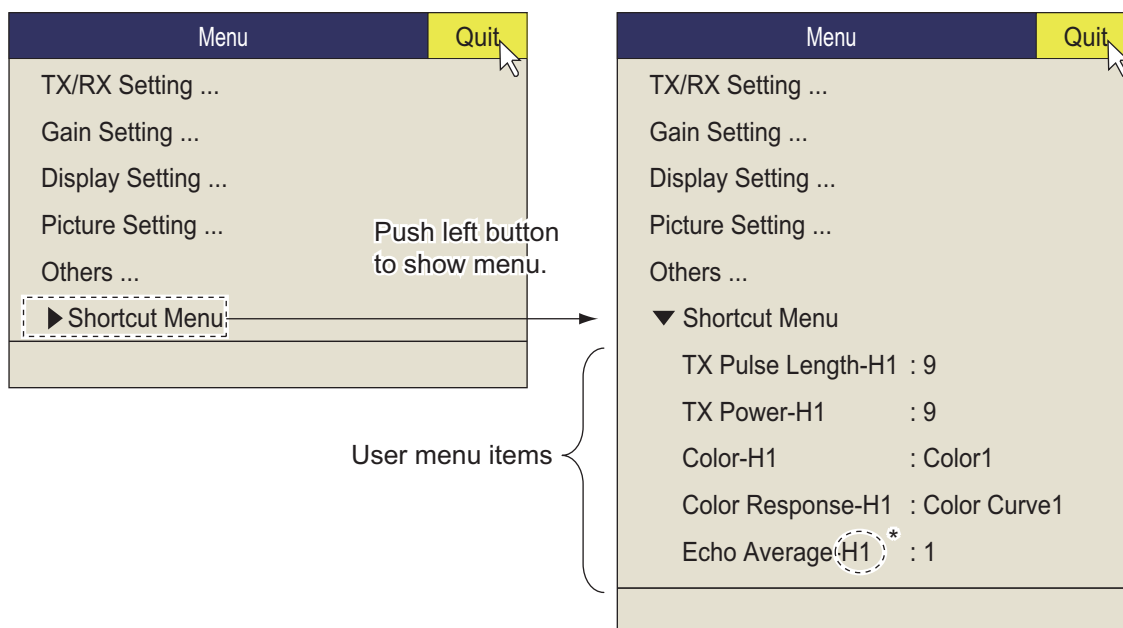 Menu
Quit
TX/RX Setting ...
Gain Setting ...
Display Setting ...
Picture Setting ...
Others ...
▶ Shortcut Menu
Push left button
to show menu.
User menu items
Menu
Quit
TX/RX Setting ...
Gain Setting ...
Display Setting ...
Picture Setting ...
Others ...
▼ Shortcut Menu
TX Pulse Length-H1 : 9
TX Power-H1 : 9
Color-H1 : Color1
Color Response-H1 : Color Curve1
Echo Average-H1 * : 1